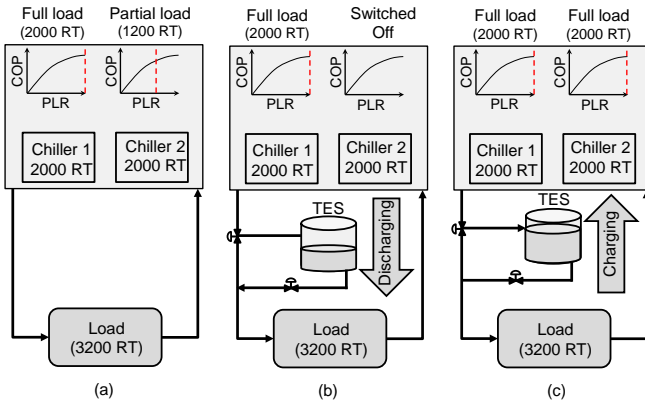 Full load
(2000 RT)
Partial load
(1200 RT)
COP
PLR
COP
PLR
Chiller 1
2000 RT
Chiller 2
2000 RT
Load
(3200 RT)
(a)
Full load
(2000 RT)
Switched
Off
COP
PLR
COP
PLR
Chiller 1
2000 RT
Chiller 2
2000 RT
TES
Discharging
Load
(3200 RT)
(b)
Full load
(2000 RT)
Full load
(2000 RT)
COP
PLR
COP
PLR
Chiller 1
2000 RT
Chiller 2
2000 RT
TES
Charging
Load
(3200 RT)
(c)